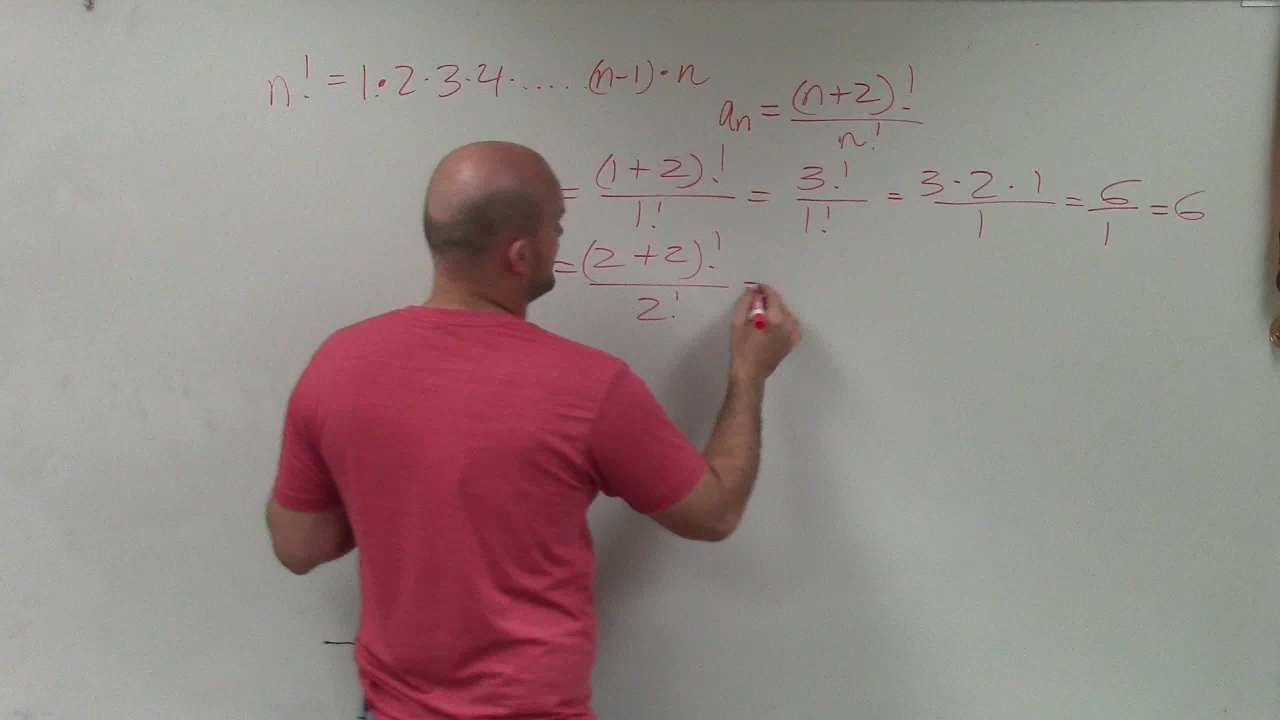 n! = 1·2·3·4·.....(n-1)·n
aₙ = (n+2)! / n!
= (1+2)! / 1! = 3! / 1! = 3·2·1 / 1 = 6 / 1 = 6
= (2+2)! / 2! =